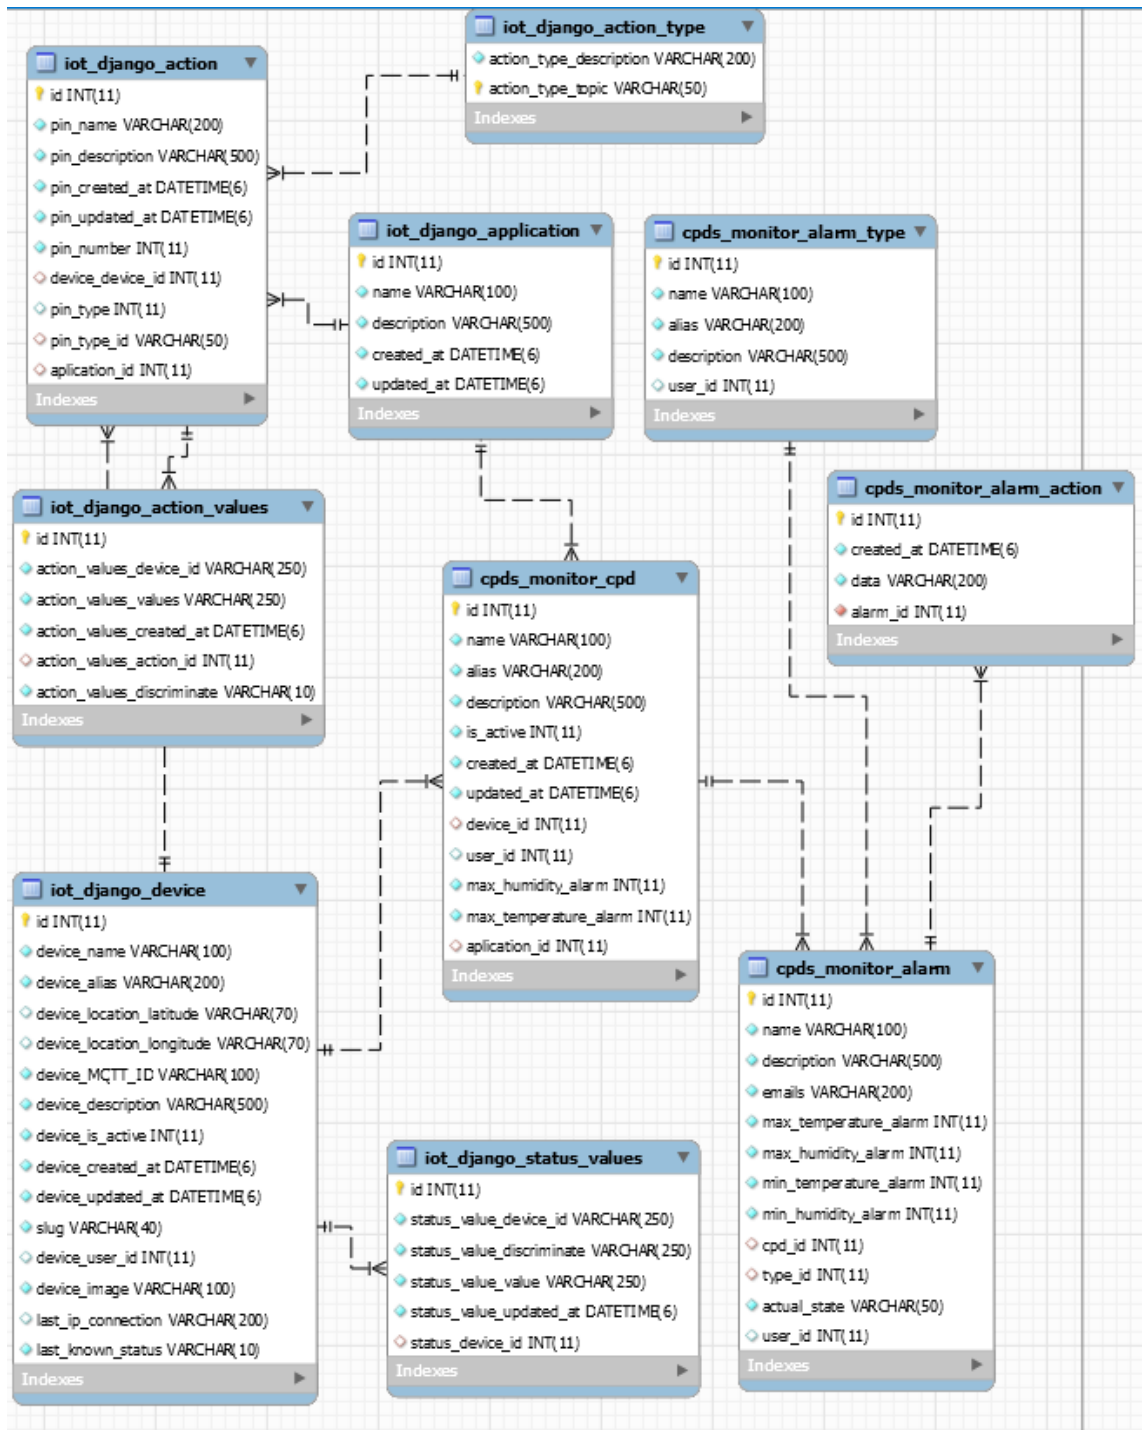 iot_django_action_type
action_type_description VARCHAR(200)
action_type_topic VARCHAR(50)
Indexes
iot_django_action
id INT(11)
pin_name VARCHAR(200)
pin_description VARCHAR(500)
pin_created_at DATETIME(6)
pin_updated_at DATETIME(6)
pin_number INT(11)
device_device_id INT(11)
pin_type INT(11)
pin_type_id VARCHAR(50)
aplication_id INT(11)
Indexes
iot_django_application
id INT(11)
name VARCHAR(100)
description VARCHAR(500)
created_at DATETIME(6)
updated_at DATETIME(6)
Indexes
cpds_monitor_alarm_type
id INT(11)
name VARCHAR(100)
alias VARCHAR(200)
description VARCHAR(500)
user_id INT(11)
Indexes
cpds_monitor_alarm_action
id INT(11)
created_at DATETIME(6)
data VARCHAR(200)
alarm_id INT(11)
Indexes
iot_django_action_values
id INT(11)
action_values_device_id VARCHAR(250)
action_values_values VARCHAR(250)
action_values_created_at DATETIME(6)
action_values_action_id INT(11)
action_values_discriminate VARCHAR(10)
Indexes
cpds_monitor_cpd
id INT(11)
name VARCHAR(100)
alias VARCHAR(200)
description VARCHAR(500)
is_active INT(11)
created_at DATETIME(6)
updated_at DATETIME(6)
device_id INT(11)
user_id INT(11)
max_humidity_alarm INT(11)
max_temperature_alarm INT(11)
aplication_id INT(11)
Indexes
iot_django_device
id INT(11)
device_name VARCHAR(100)
device_alias VARCHAR(200)
device_location_latitude VARCHAR(70)
device_location_longitude VARCHAR(70)
device_MQTT_ID VARCHAR(100)
device_description VARCHAR(500)
device_is_active INT(11)
device_created_at DATETIME(6)
device_updated_at DATETIME(6)
slug VARCHAR(40)
device_user_id INT(11)
device_image VARCHAR(100)
last_ip_connection VARCHAR(200)
last_known_status VARCHAR(10)
Indexes
cpds_monitor_alarm
id INT(11)
name VARCHAR(100)
description VARCHAR(500)
emails VARCHAR(200)
max_temperature_alarm INT(11)
max_humidity_alarm INT(11)
min_temperature_alarm INT(11)
min_humidity_alarm INT(11)
cpd_id INT(11)
type_id INT(11)
actual_state VARCHAR(50)
user_id INT(11)
Indexes
iot_django_status_values
id INT(11)
status_value_device_id VARCHAR(250)
status_value_discriminate VARCHAR(250)
status_value_value VARCHAR(250)
status_value_updated_at DATETIME(6)
status_device_id INT(11)
Indexes